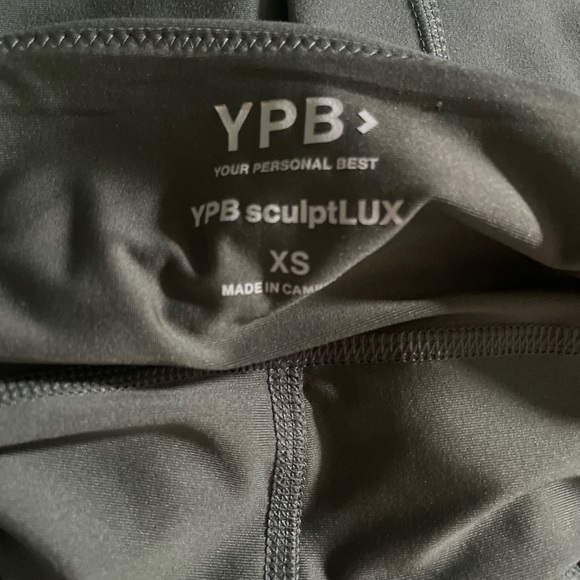 YPB>
YOUR PERSONAL BEST
YPB sculptLUX
XS
MADE IN